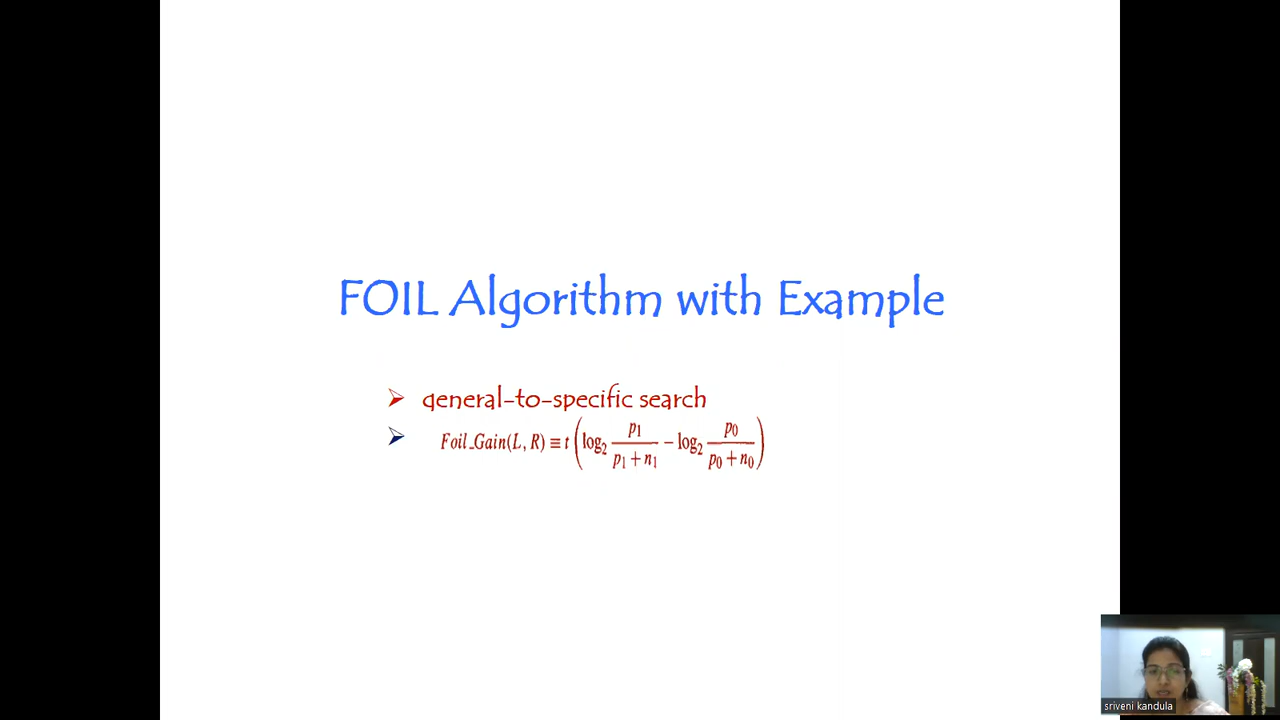 FOIL Algorithm with Example
➢ general-to-specific search
➢ Foil_Gain(L, R) ≡ t ( log₂ p₁/(p₁ + n₁) − log₂ p₀/(p₀ + n₀) )
sriveni kandula